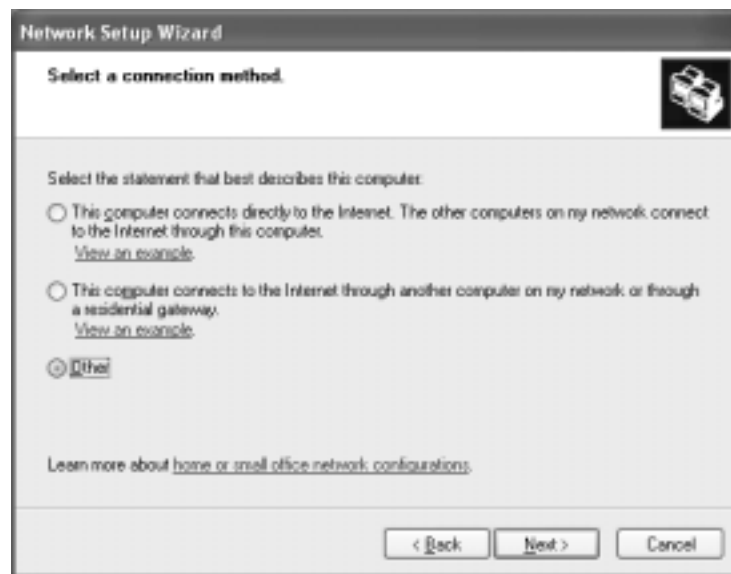 Network Setup Wizard
Select a connection method.
Select the statement that best describes this computer:
This computer connects directly to the Internet. The other computers on my network connect
to the Internet through this computer.
View an example.
This computer connects to the Internet through another computer on my network or through
a residential gateway.
View an example.
Other
Learn more about home or small office network configurations.
< Back
Next >
Cancel